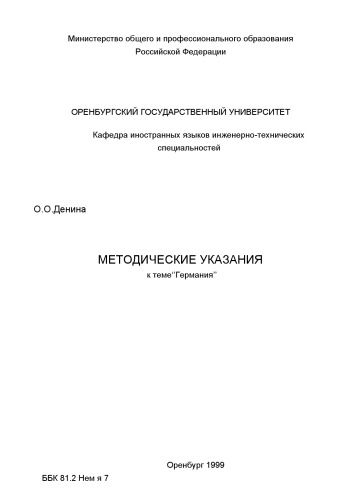 Министерство общего и профессионального образования
Российской Федерации
ОРЕНБУРГСКИЙ ГОСУДАРСТВЕННЫЙ УНИВЕРСИТЕТ
Кафедра иностранных языков инженерно-технических
специальностей
О.О.Денина
МЕТОДИЧЕСКИЕ УКАЗАНИЯ
к теме"Германия"
Оренбург 1999
ББК 81.2 Нем я 7